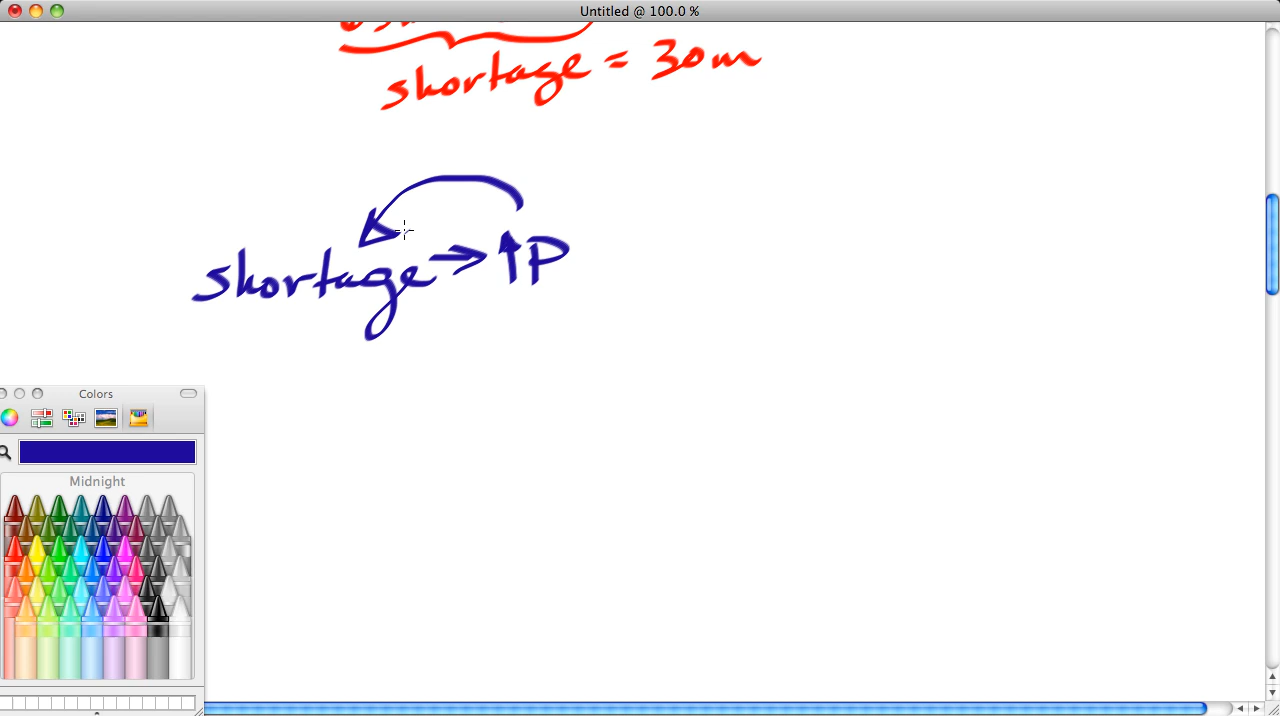 Untitled @ 100.0 %
shortage = 30m
shortage → ↑P
Colors
Midnight